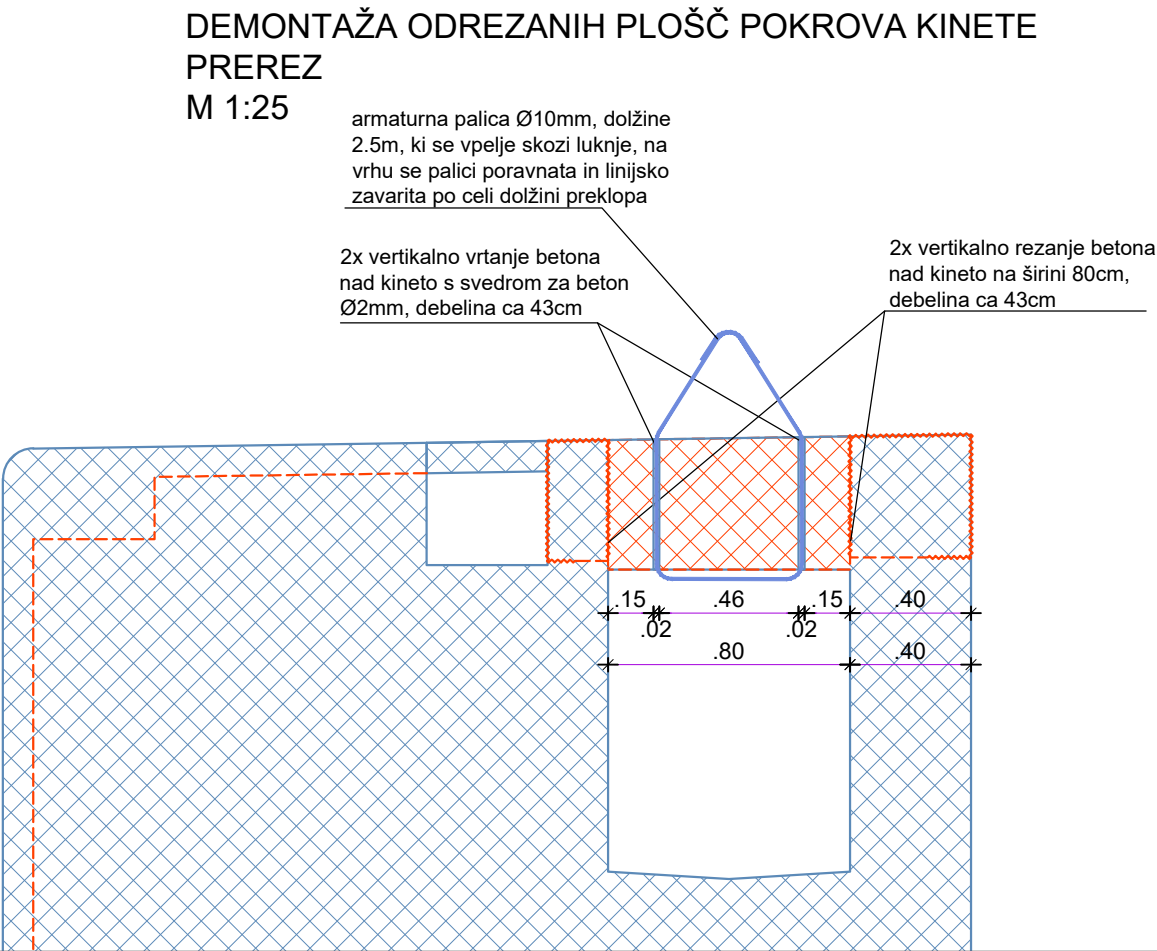 DEMONTAŽA ODREZANIH PLOŠČ POKROVA KINETE
PREREZ
M 1:25
armaturna palica Ø10mm, dolžine
2.5m, ki se vpelje skozi luknje, na
vrhu se palici poravnata in linijsko
zavarita po celi dolžini preklopa
2x vertikalno vrtanje betona
nad kineto s svedrom za beton
Ø2mm, debelina ca 43cm
2x vertikalno rezanje betona
nad kineto na širini 80cm,
debelina ca 43cm
.15 .46 .15 .40
.02 .02
.80 .40